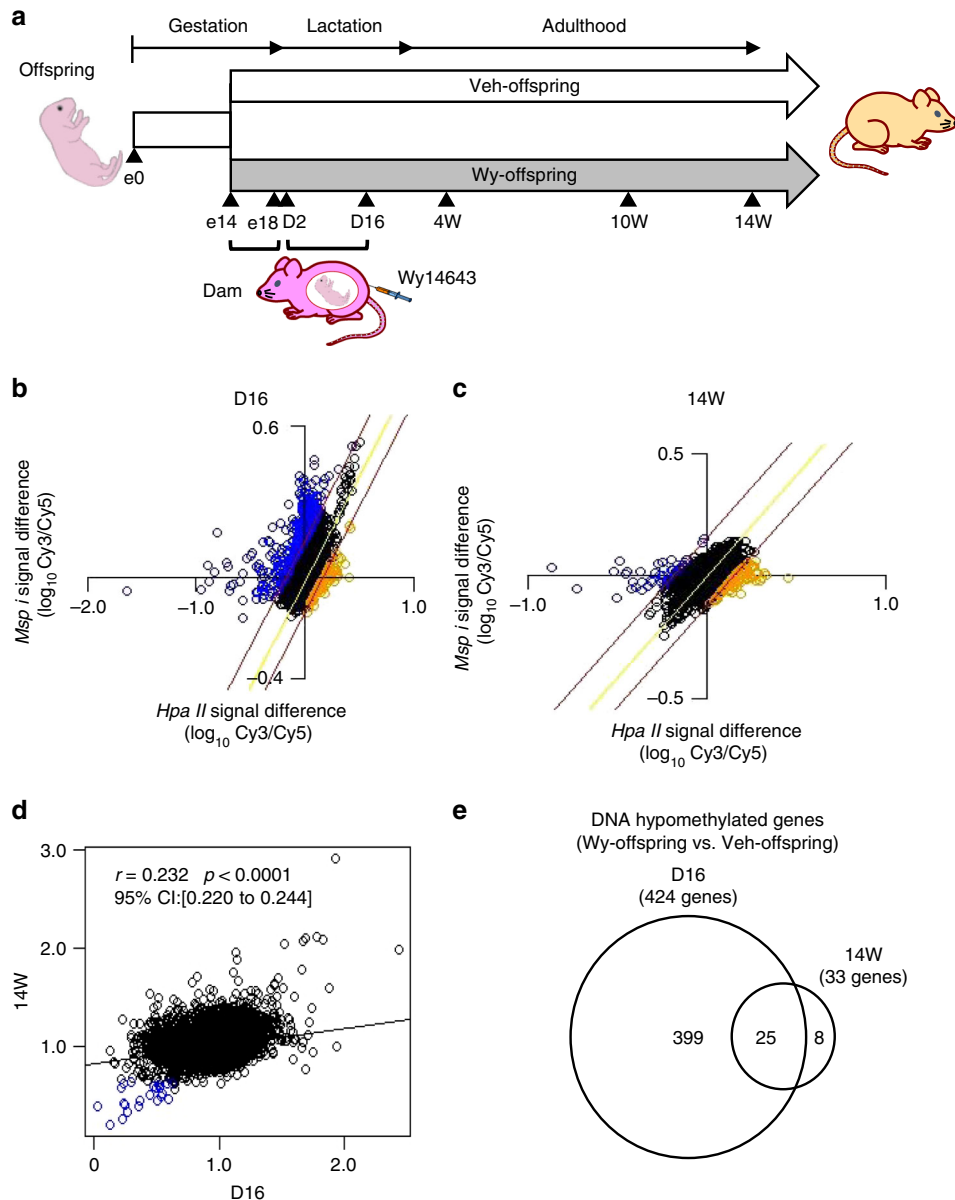 a
Gestation
Lactation
Adulthood
Offspring
Veh-offspring
Wy-offspring
e0
e14
e18
D2
D16
4W
10W
14W
Dam
Wy14643
b
D16
0.6
−2.0
1.0
−0.4
Msp i signal difference
(log10 Cy3/Cy5)
Hpa II signal difference
(log10 Cy3/Cy5)
c
14W
0.5
−1.0
1.0
−0.5
Msp i signal difference
(log10 Cy3/Cy5)
Hpa II signal difference
(log10 Cy3/Cy5)
d
3.0
2.0
1.0
14W
r = 0.232 p < 0.0001
95% CI:[0.220 to 0.244]
0
1.0
2.0
D16
e
DNA hypomethylated genes
(Wy-offspring vs. Veh-offspring)
D16
(424 genes)
14W
(33 genes)
399
25
8